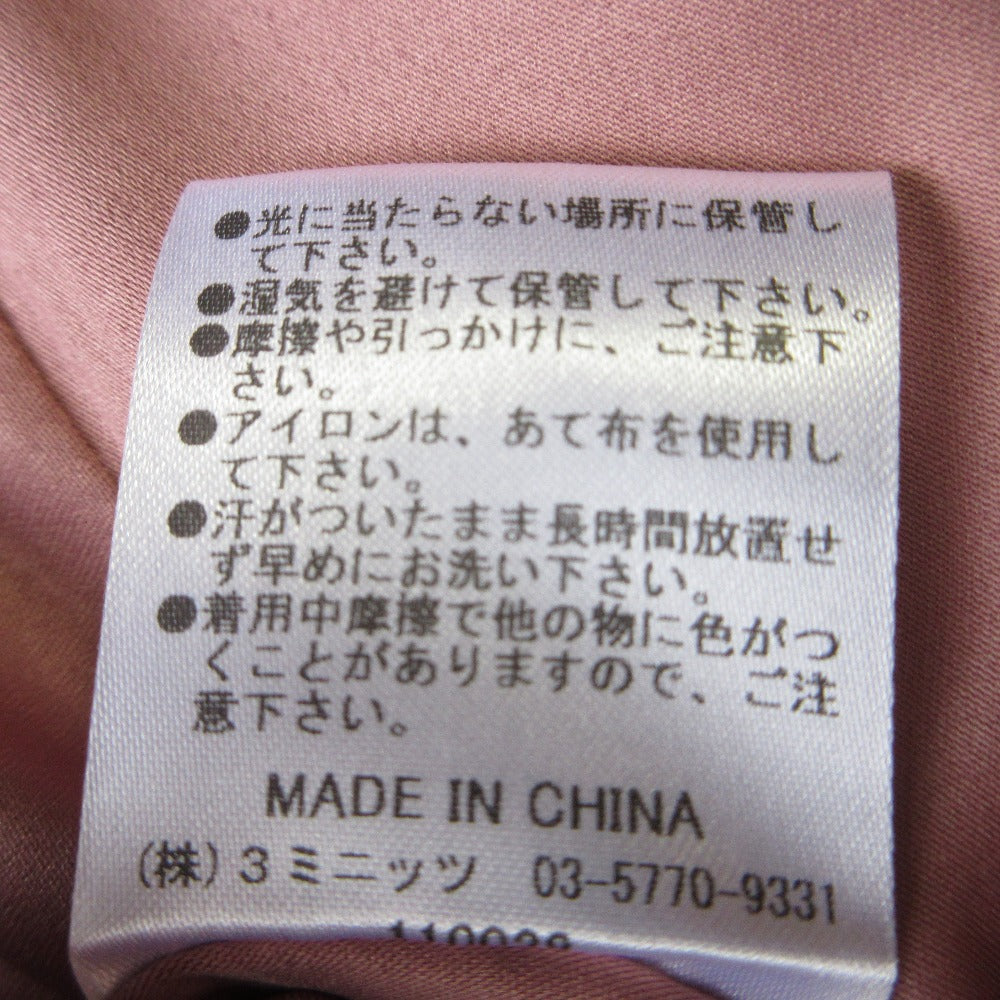 ●光に当たらない場所に保管し
て下さい。
●湿気を避けて保管して下さい。
●摩擦や引っかけに、ご注意下
さい。
●アイロンは、あて布を使用し
て下さい。
●汗がついたまま長時間放置せ
ず早めにお洗い下さい。
●着用中摩擦で他の物に色がつ
くことがありますので、ご注
意下さい。
MADE IN CHINA
(株)3ミニッツ 03-5770-9331